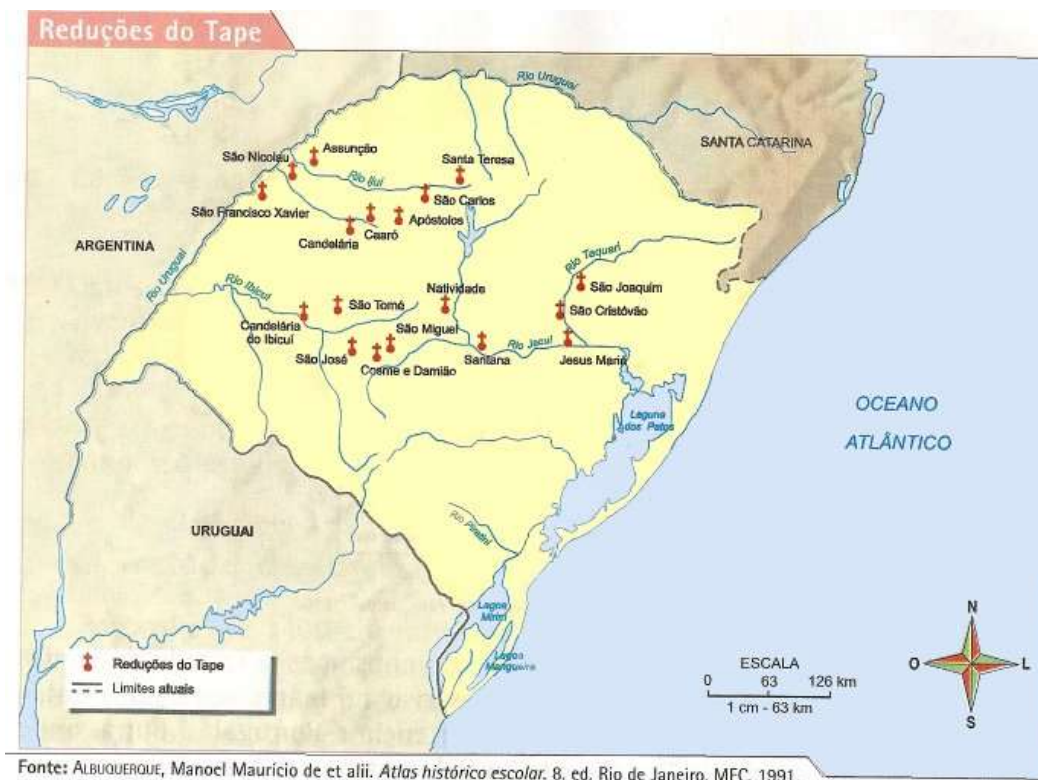 Reduções do Tape
Rio Uruguai
SANTA CATARINA
Assunção
São Nicolau
Santa Teresa
Rio Ijuí
São Carlos
São Francisco Xavier
Apóstolos
Caaró
Candelária
ARGENTINA
Rio Uruguai
Rio Taquari
São Joaquim
Rio Ibicuí
Natividade
São Tomé
São Cristóvão
Candelária
do Ibicuí
São Miguel
São José
Cosme e Damião
Santana
Rio Jacuí
Jesus Maria
Laguna
dos Patos
OCEANO
ATLÂNTICO
URUGUAI
Rio Piratini
Lagoa
Mirim
Lagoa
Mangueira
Reduções do Tape
Limites atuais
ESCALA
0 63 126 km
1 cm - 63 km
N
O L
S
Fonte: ALBUQUERQUE, Manoel Maurício de et alii. Atlas histórico escolar. 8. ed. Rio de Janeiro, MEC, 1991